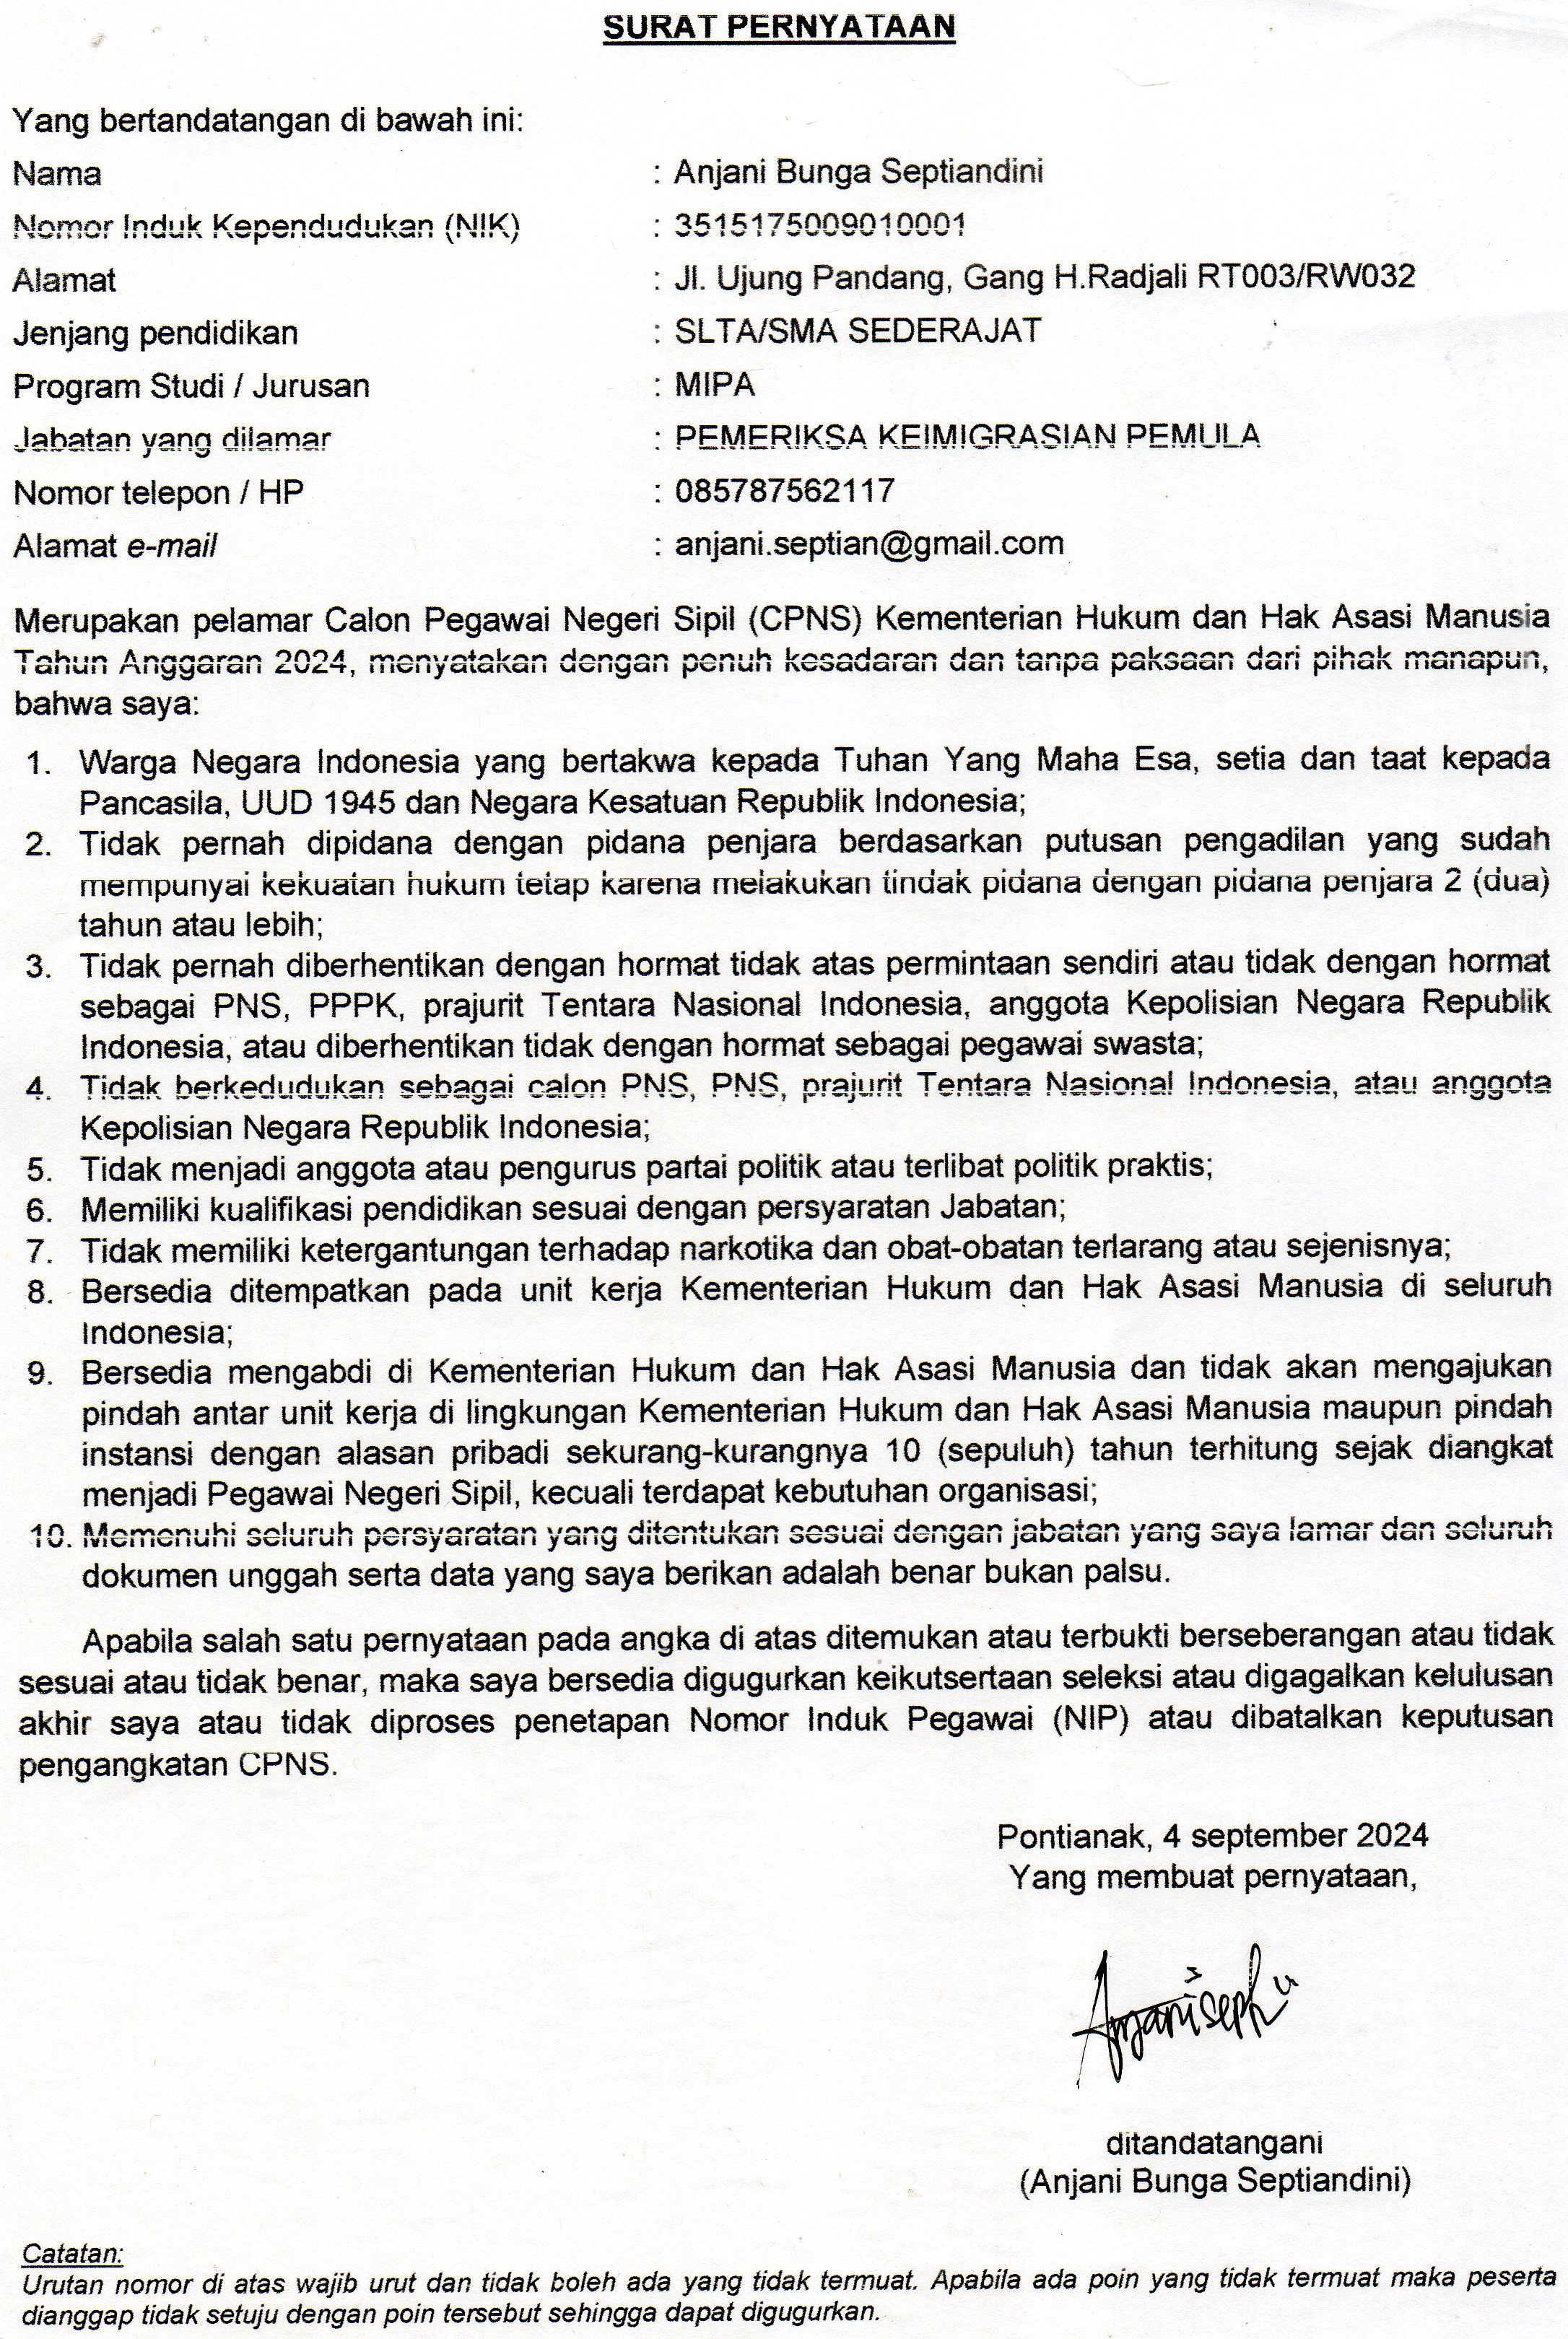 SURAT PERNYATAAN
Yang bertandatangan di bawah ini:
Nama : Anjani Bunga Septiandini
Nomor Induk Kependudukan (NIK) : 3515175009010001
Alamat : Jl. Ujung Pandang, Gang H.Radjali RT003/RW032
Jenjang pendidikan : SLTA/SMA SEDERAJAT
Program Studi / Jurusan : MIPA
Jabatan yang dilamar : PEMERIKSA KEIMIGRASIAN PEMULA
Nomor telepon / HP : 085787562117
Alamat e-mail : anjani.septian@gmail.com
Merupakan pelamar Calon Pegawai Negeri Sipil (CPNS) Kementerian Hukum dan Hak Asasi Manusia
Tahun Anggaran 2024, menyatakan dengan penuh kesadaran dan tanpa paksaan dari pihak manapun,
bahwa saya:
1. Warga Negara Indonesia yang bertakwa kepada Tuhan Yang Maha Esa, setia dan taat kepada
Pancasila, UUD 1945 dan Negara Kesatuan Republik Indonesia;
2. Tidak pernah dipidana dengan pidana penjara berdasarkan putusan pengadilan yang sudah
mempunyai kekuatan hukum tetap karena melakukan tindak pidana dengan pidana penjara 2 (dua)
tahun atau lebih;
3. Tidak pernah diberhentikan dengan hormat tidak atas permintaan sendiri atau tidak dengan hormat
sebagai PNS, PPPK, prajurit Tentara Nasional Indonesia, anggota Kepolisian Negara Republik
Indonesia, atau diberhentikan tidak dengan hormat sebagai pegawai swasta;
4. Tidak berkedudukan sebagai calon PNS, PNS, prajurit Tentara Nasional Indonesia, atau anggota
Kepolisian Negara Republik Indonesia;
5. Tidak menjadi anggota atau pengurus partai politik atau terlibat politik praktis;
6. Memiliki kualifikasi pendidikan sesuai dengan persyaratan Jabatan;
7. Tidak memiliki ketergantungan terhadap narkotika dan obat-obatan terlarang atau sejenisnya;
8. Bersedia ditempatkan pada unit kerja Kementerian Hukum dan Hak Asasi Manusia di seluruh
Indonesia;
9. Bersedia mengabdi di Kementerian Hukum dan Hak Asasi Manusia dan tidak akan mengajukan
pindah antar unit kerja di lingkungan Kementerian Hukum dan Hak Asasi Manusia maupun pindah
instansi dengan alasan pribadi sekurang-kurangnya 10 (sepuluh) tahun terhitung sejak diangkat
menjadi Pegawai Negeri Sipil, kecuali terdapat kebutuhan organisasi;
10. Memenuhi seluruh persyaratan yang ditentukan sesuai dengan jabatan yang saya lamar dan seluruh
dokumen unggah serta data yang saya berikan adalah benar bukan palsu.
Apabila salah satu pernyataan pada angka di atas ditemukan atau terbukti berseberangan atau tidak
sesuai atau tidak benar, maka saya bersedia digugurkan keikutsertaan seleksi atau digagalkan kelulusan
akhir saya atau tidak diproses penetapan Nomor Induk Pegawai (NIP) atau dibatalkan keputusan
pengangkatan CPNS.
Pontianak, 4 september 2024
Yang membuat pernyataan,
ditandatangani
(Anjani Bunga Septiandini)
Catatan:
Urutan nomor di atas wajib urut dan tidak boleh ada yang tidak termuat. Apabila ada poin yang tidak termuat maka peserta
dianggap tidak setuju dengan poin tersebut sehingga dapat digugurkan.